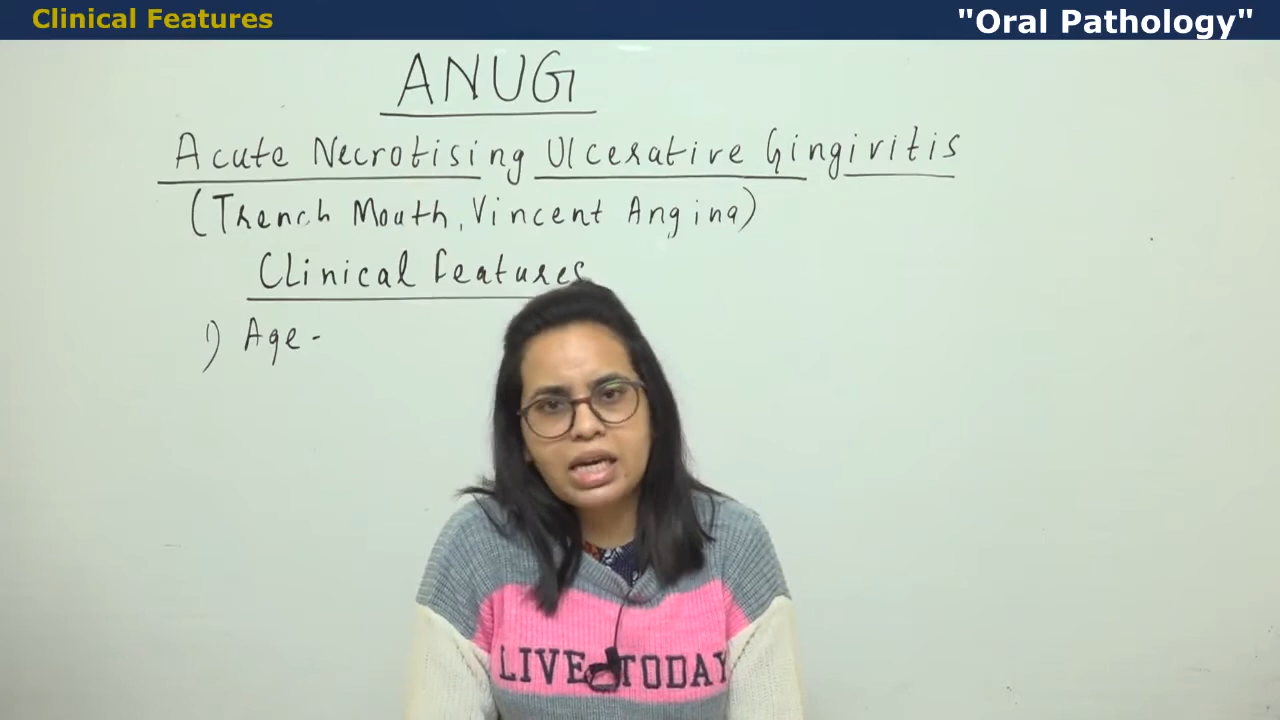 Clinical Features
"Oral Pathology"
ANUG
Acute Necrotising Ulcerative Gingivitis
(Trench Mouth, Vincent Angina)
Clinical features
1) Age -
LIVE TODAY